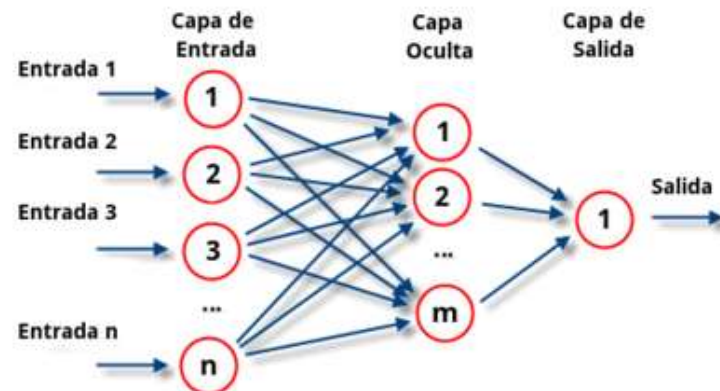 Capa de
Entrada
Capa
Oculta
Capa de
Salida
Entrada 1
1
Entrada 2
2
Entrada 3
3
...
Entrada n
n
1
2
...
m
1
Salida